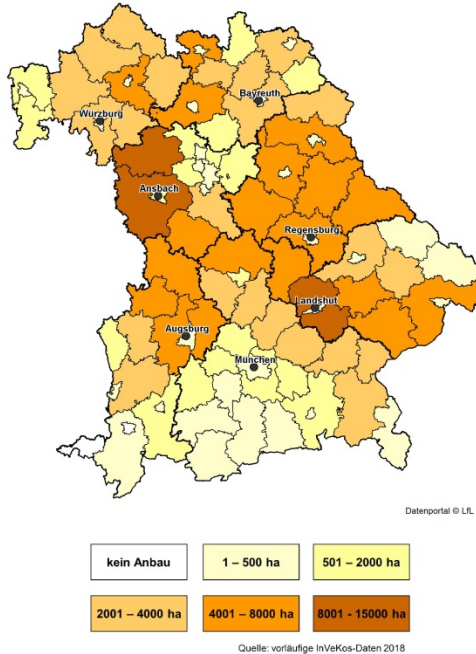 Bayreuth
Würzburg
Ansbach
Regensburg
Landshut
Augsburg
München
Datenportal © LfL
kein Anbau
1 – 500 ha
501 – 2000 ha
2001 – 4000 ha
4001 – 8000 ha
8001 - 15000 ha
Quelle: vorläufige InVeKos-Daten 2018